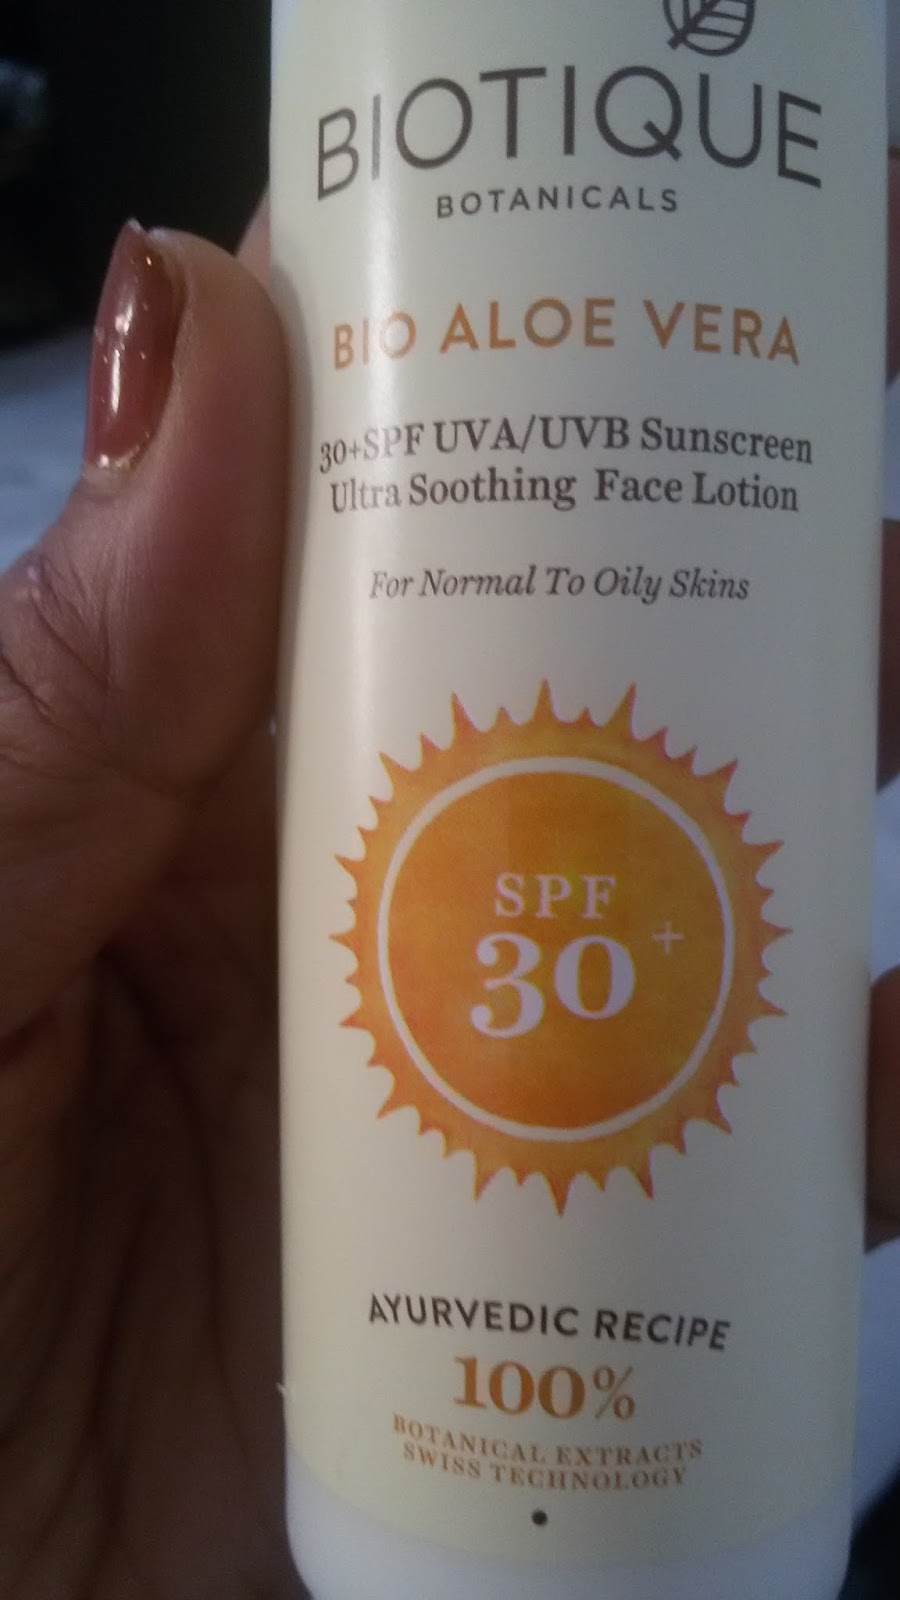 BIOTIQUE
BOTANICALS
BIO ALOE VERA
30+SPF UVA/UVB Sunscreen
Ultra Soothing Face Lotion
For Normal To Oily Skins
SPF
30+
AYURVEDIC RECIPE
100%
BOTANICAL EXTRACTS
SWISS TECHNOLOGY